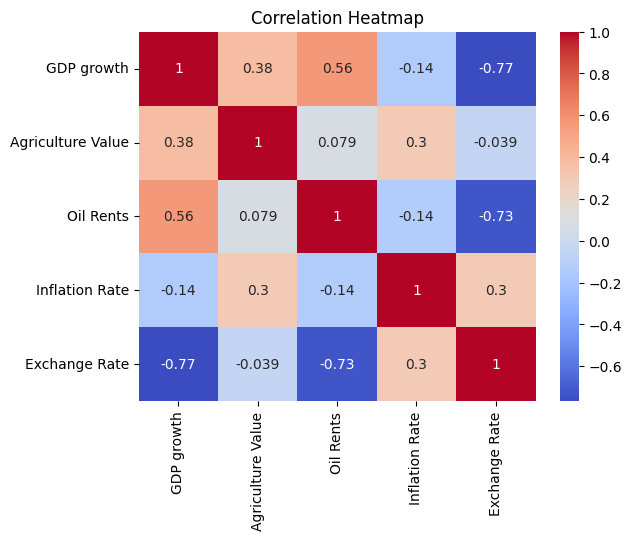 Correlation Heatmap
GDP growth 1 0.38 0.56 -0.14 -0.77
Agriculture Value 0.38 1 0.079 0.3 -0.039
Oil Rents 0.56 0.079 1 -0.14 -0.73
Inflation Rate -0.14 0.3 -0.14 1 0.3
Exchange Rate -0.77 -0.039 -0.73 0.3 1
GDP growth
Agriculture Value
Oil Rents
Inflation Rate
Exchange Rate
1.0
0.8
0.6
0.4
0.2
0.0
−0.2
−0.4
−0.6